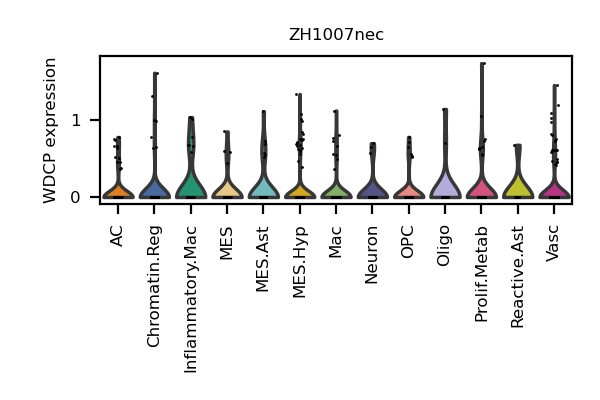 ZH1007nec
WDCP expression
1
0
AC
Chromatin.Reg
Inflammatory.Mac
MES
MES.Ast
MES.Hyp
Mac
Neuron
OPC
Oligo
Prolif.Metab
Reactive.Ast
Vasc